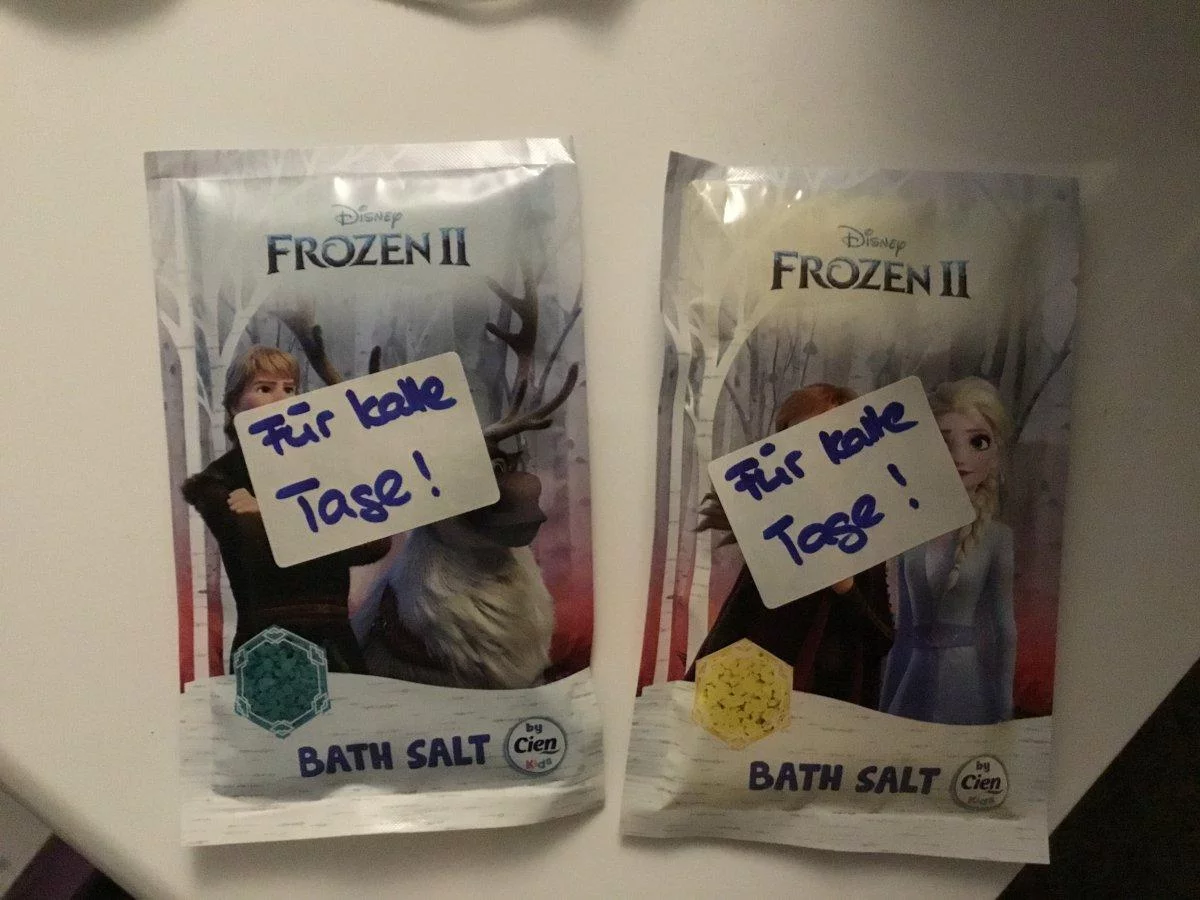 Disney
FROZEN II
Für kalte
Tage!
BATH SALT
by
Cien
Kids
Disney
FROZEN II
Für kalte
Tage!
BATH SALT
by
Cien
Kids